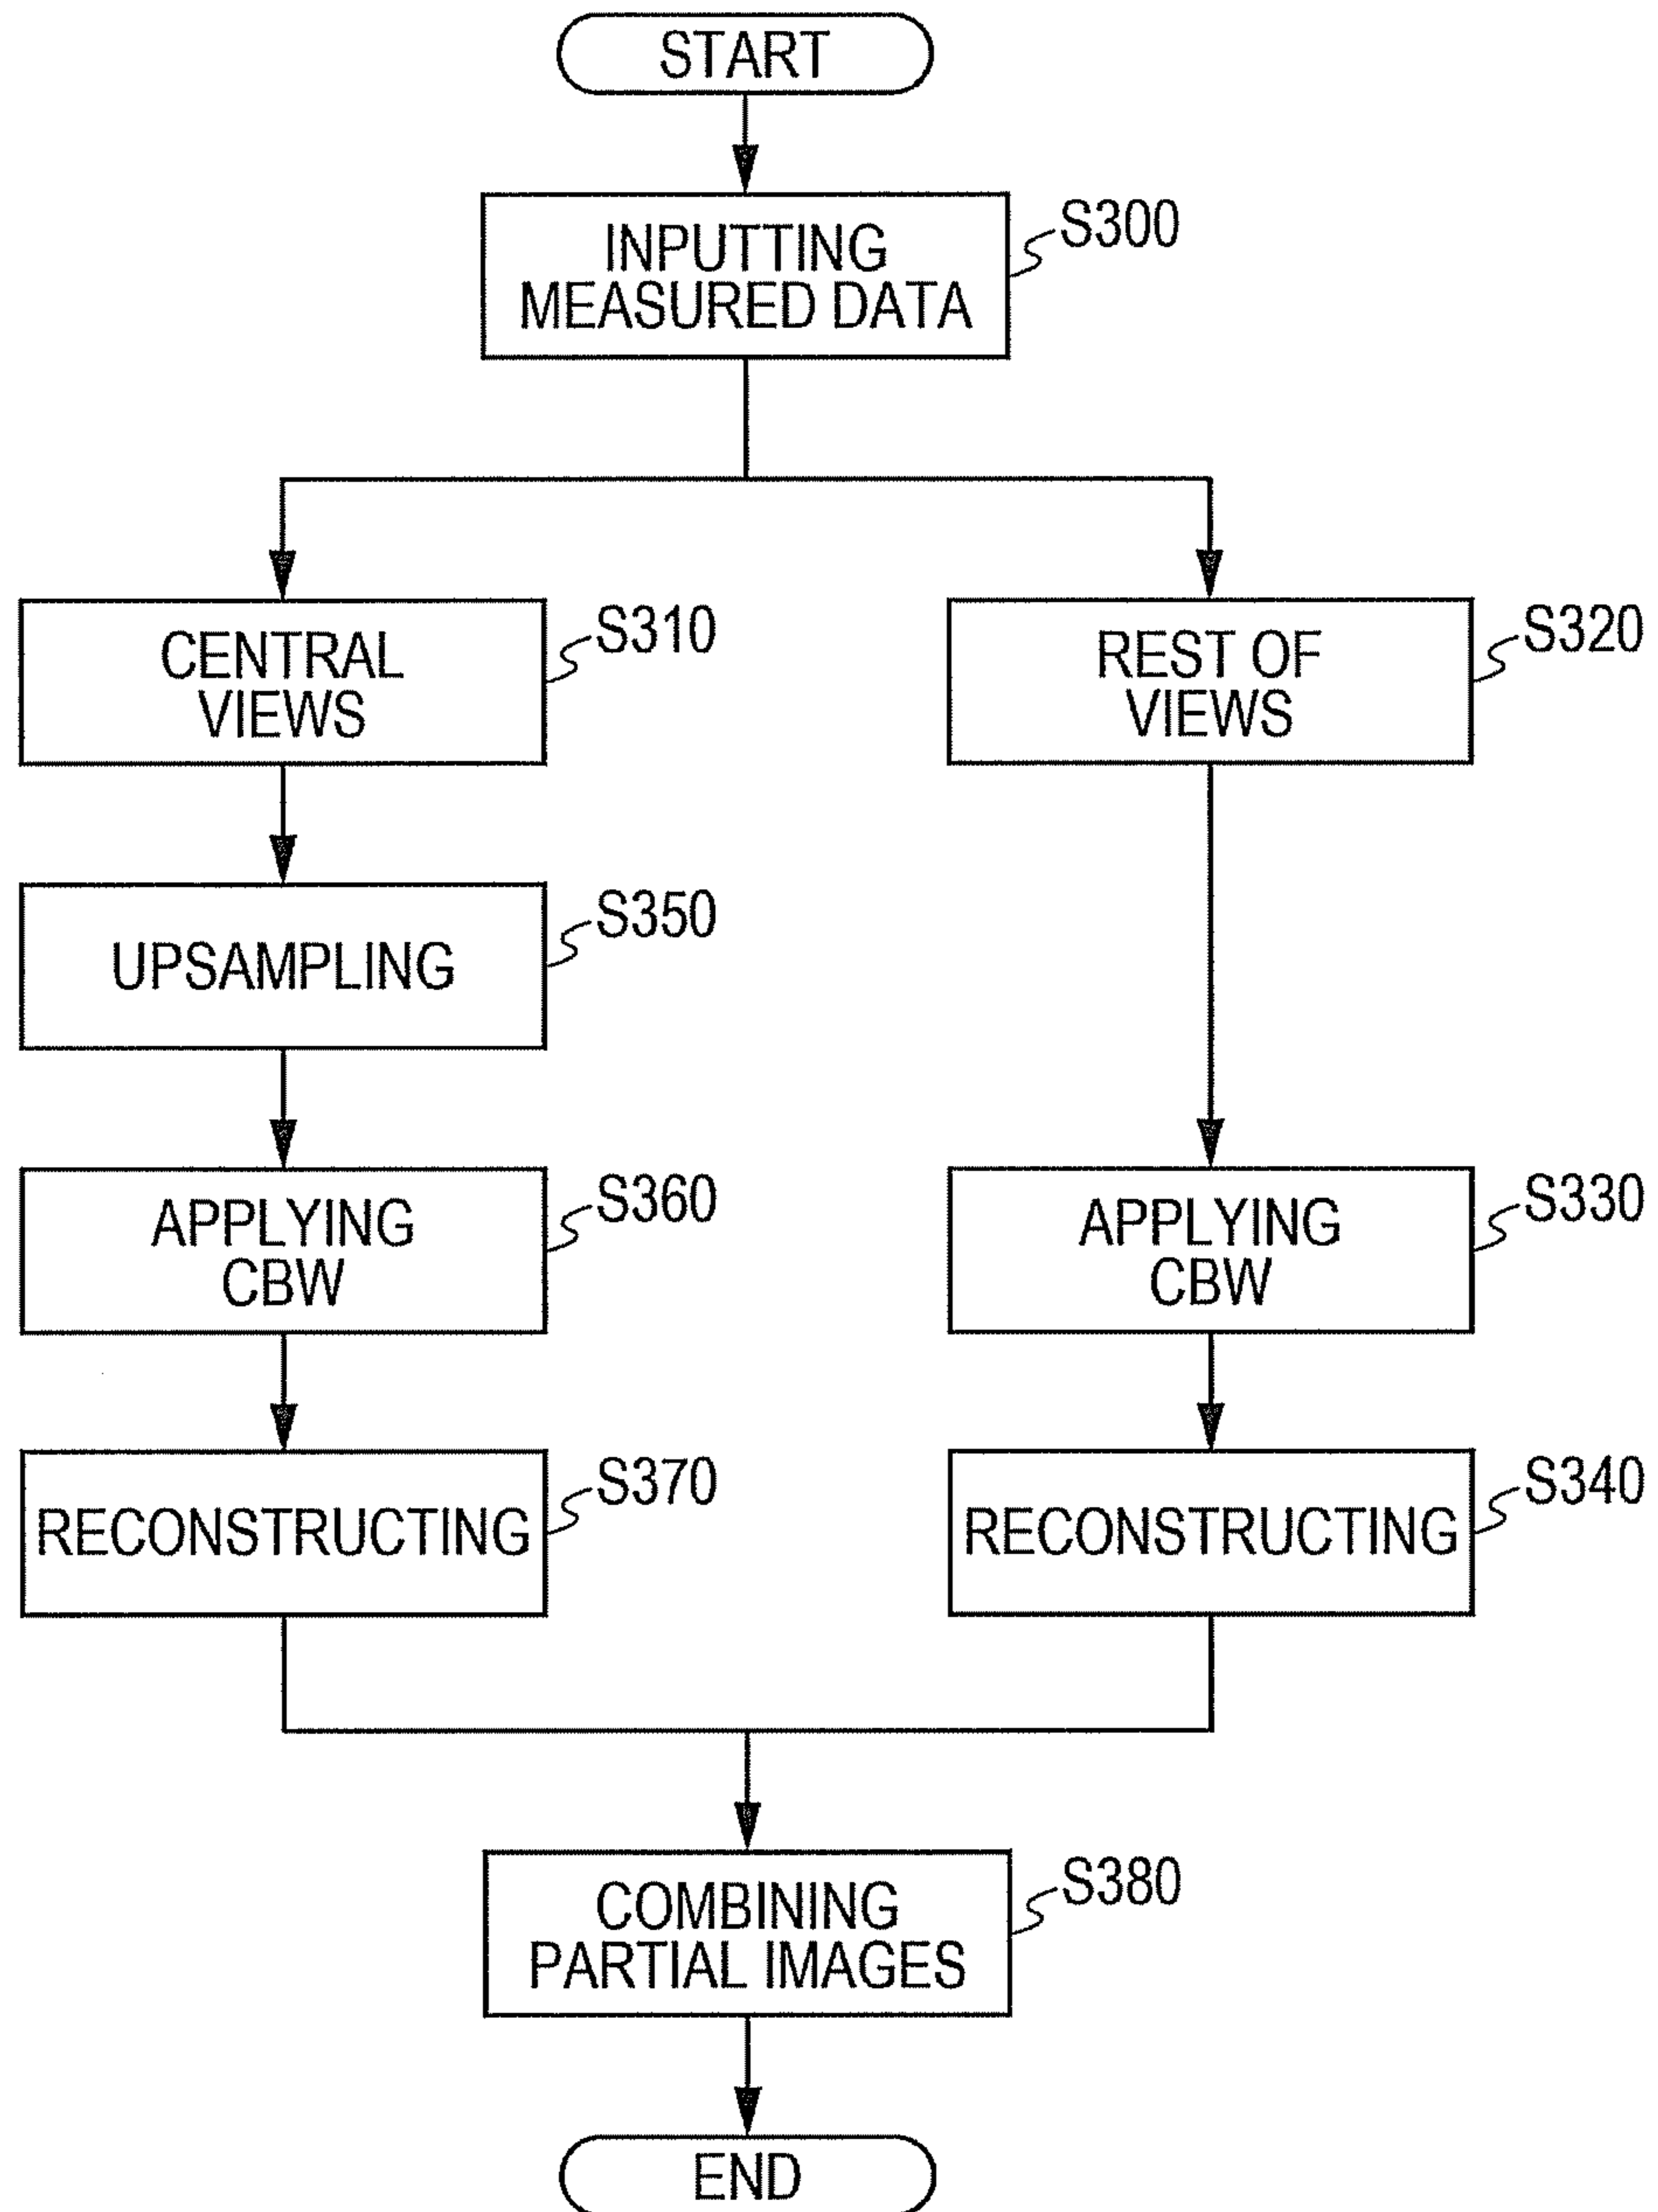 START
INPUTTING
MEASURED DATA
S300
CENTRAL
VIEWS
S310
REST OF
VIEWS
S320
UPSAMPLING
S350
APPLYING
CBW
S360
APPLYING
CBW
S330
RECONSTRUCTING
S370
RECONSTRUCTING
S340
COMBINING
PARTIAL IMAGES
S380
END